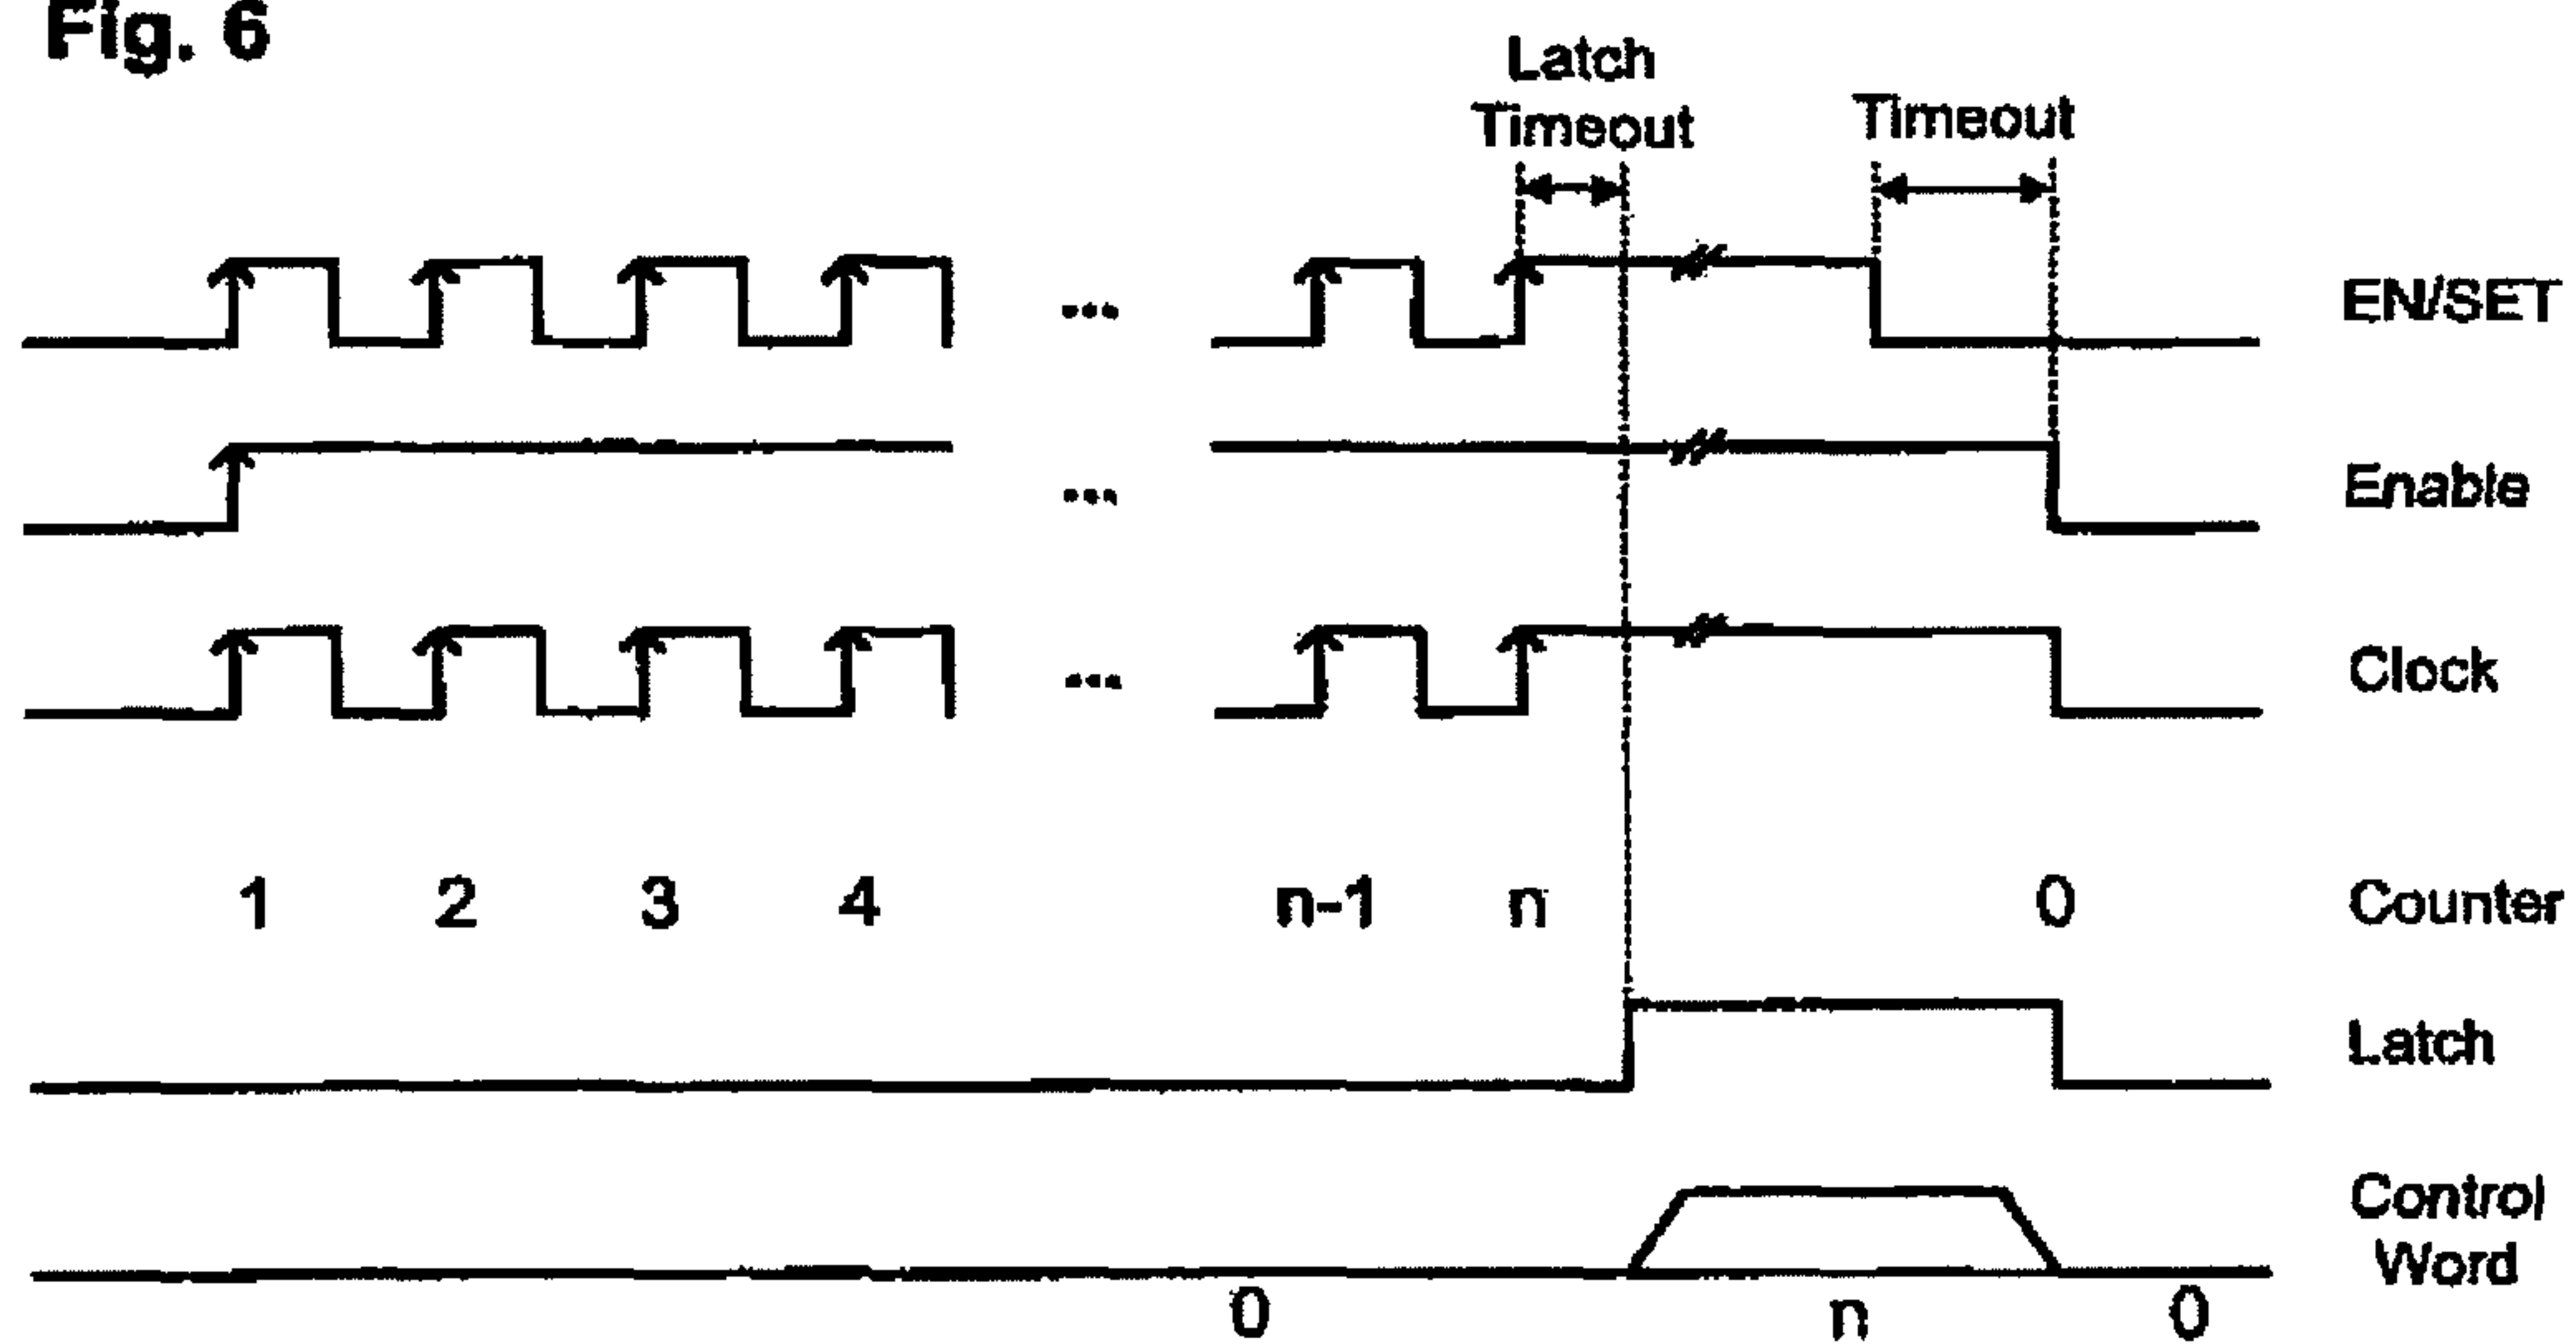 Fig. 6
Latch
Timeout
Timeout
... EN/SET
... Enable
... Clock
1 2 3 4 n-1 n 0 Counter
Latch
Control
Word
0 n 0